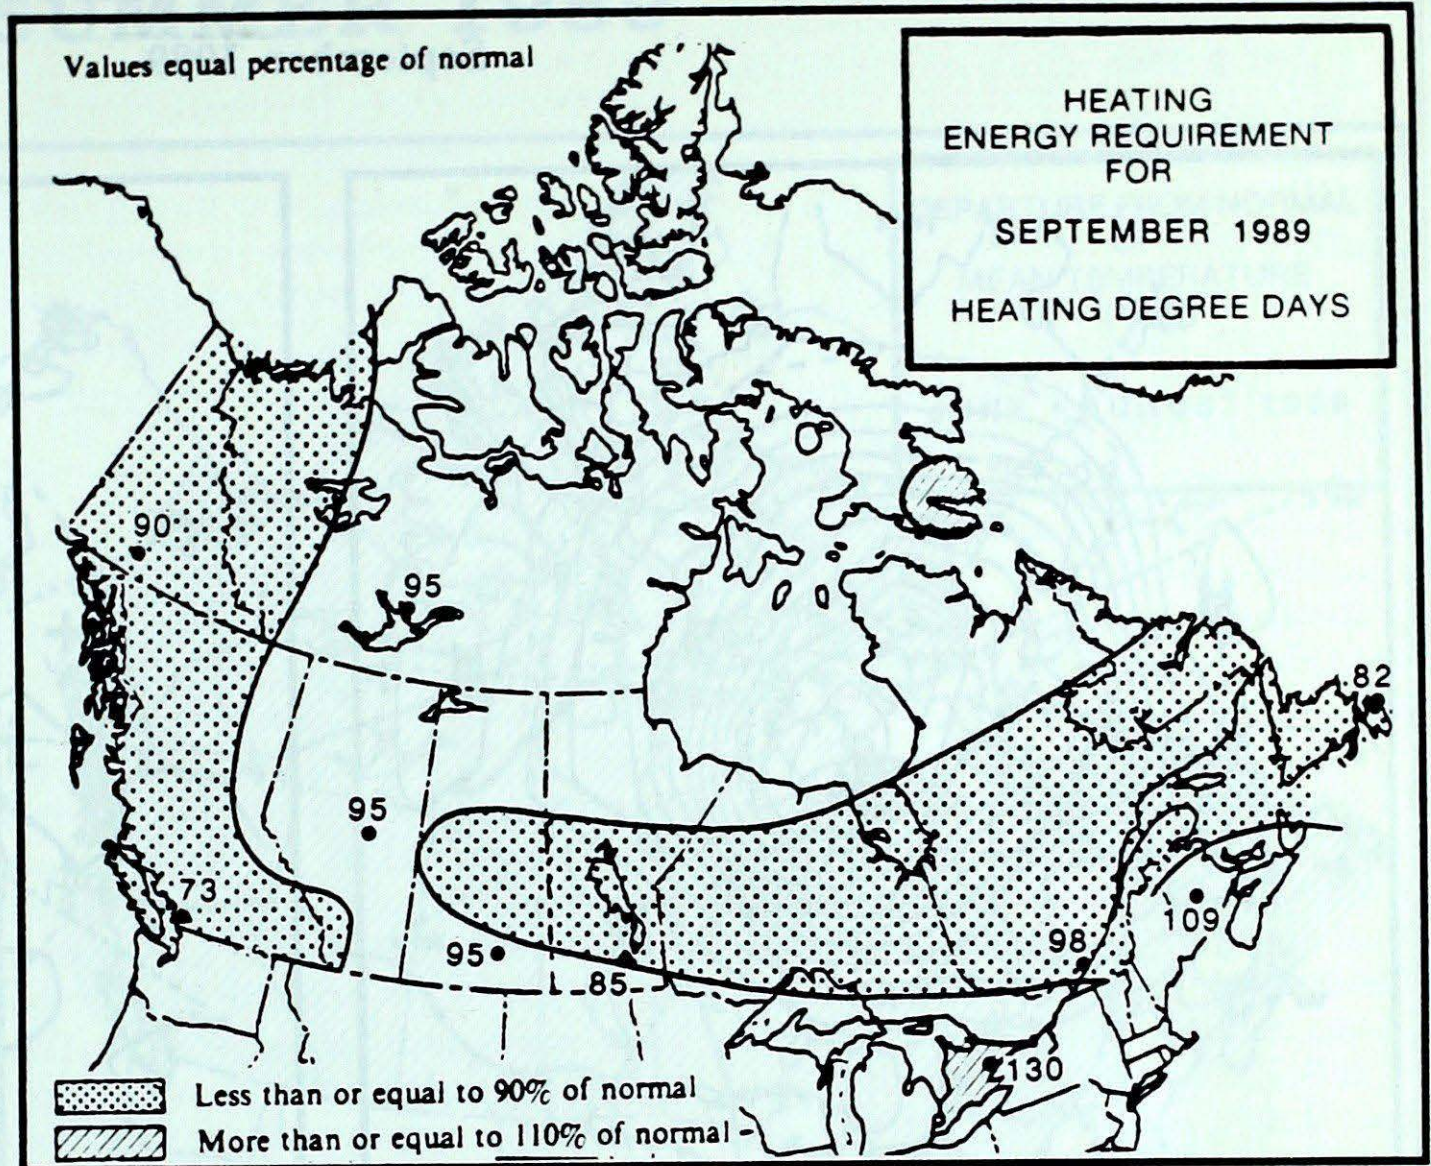 Values equal percentage of normal
HEATING
ENERGY REQUIREMENT
FOR
SEPTEMBER 1989
HEATING DEGREE DAYS
90
95
82
95
73
109
98
95
85
130
Less than or equal to 90% of normal
More than or equal to 110% of normal